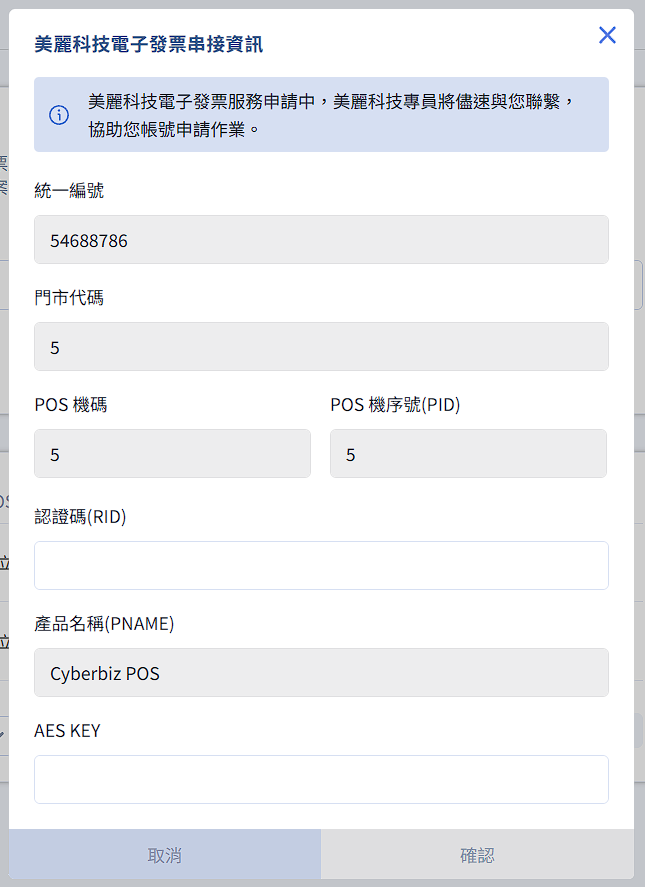 美麗科技電子發票串接資訊
美麗科技電子發票服務申請中，美麗科技專員將儘速與您聯繫，
協助您帳號申請作業。
統一編號
54688786
門市代碼
5
POS 機碼
POS 機序號(PID)
5
5
認證碼(RID)
產品名稱(PNAME)
Cyberbiz POS
AES KEY
取消
確認